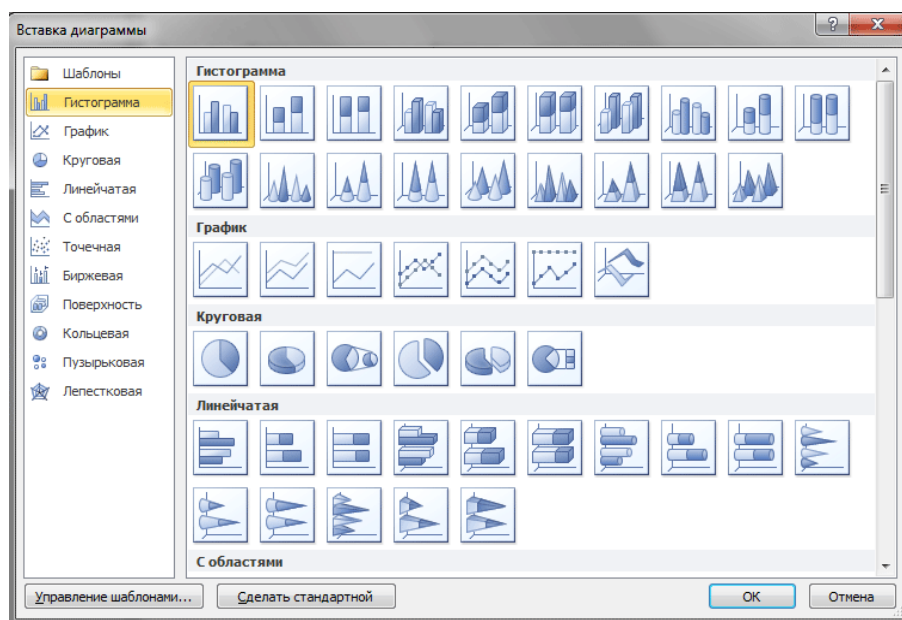 Вставка диаграммы
Шаблоны
Гистограмма
График
Круговая
Линейчатая
С областями
Точечная
Биржевая
Поверхность
Кольцевая
Пузырьковая
Лепестковая
Гистограмма
График
Круговая
Линейчатая
С областями
Управление шаблонами...
Сделать стандартной
ОК
Отмена